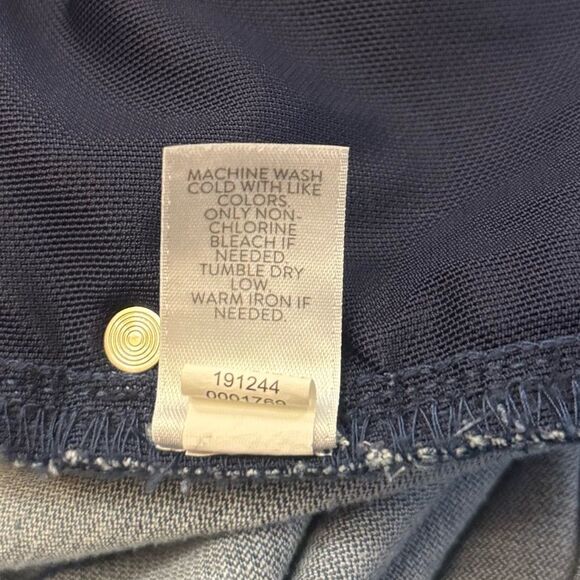 MACHINE WASH
COLD WITH LIKE
COLORS.
ONLY NON-
CHLORINE
BLEACH IF
NEEDED.
TUMBLE DRY
LOW.
WARM IRON IF
NEEDED.
191244
0001769